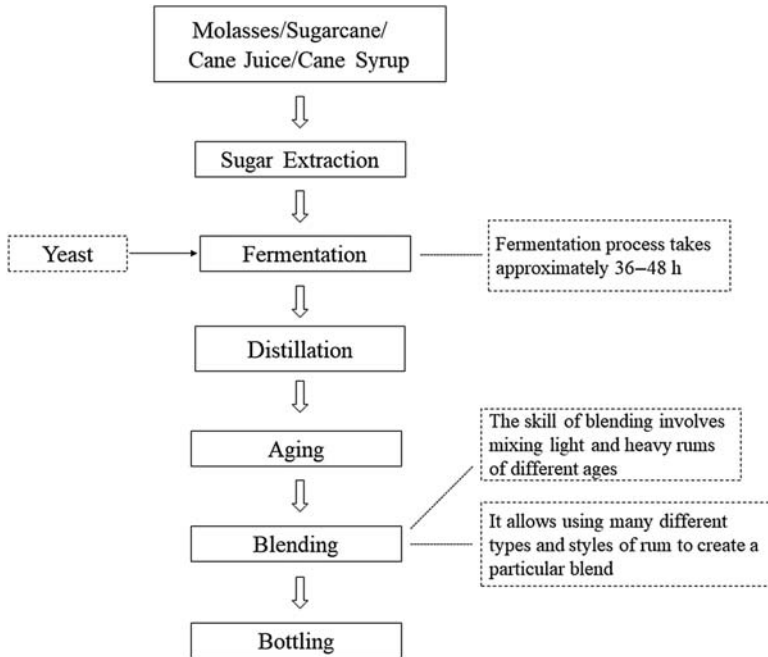 Molasses/Sugarcane/
Cane Juice/Cane Syrup
Sugar Extraction
Yeast
Fermentation
Fermentation process takes
approximately 36–48 h
Distillation
Aging
The skill of blending involves
mixing light and heavy rums
of different ages
Blending
It allows using many different
types and styles of rum to create a
particular blend
Bottling